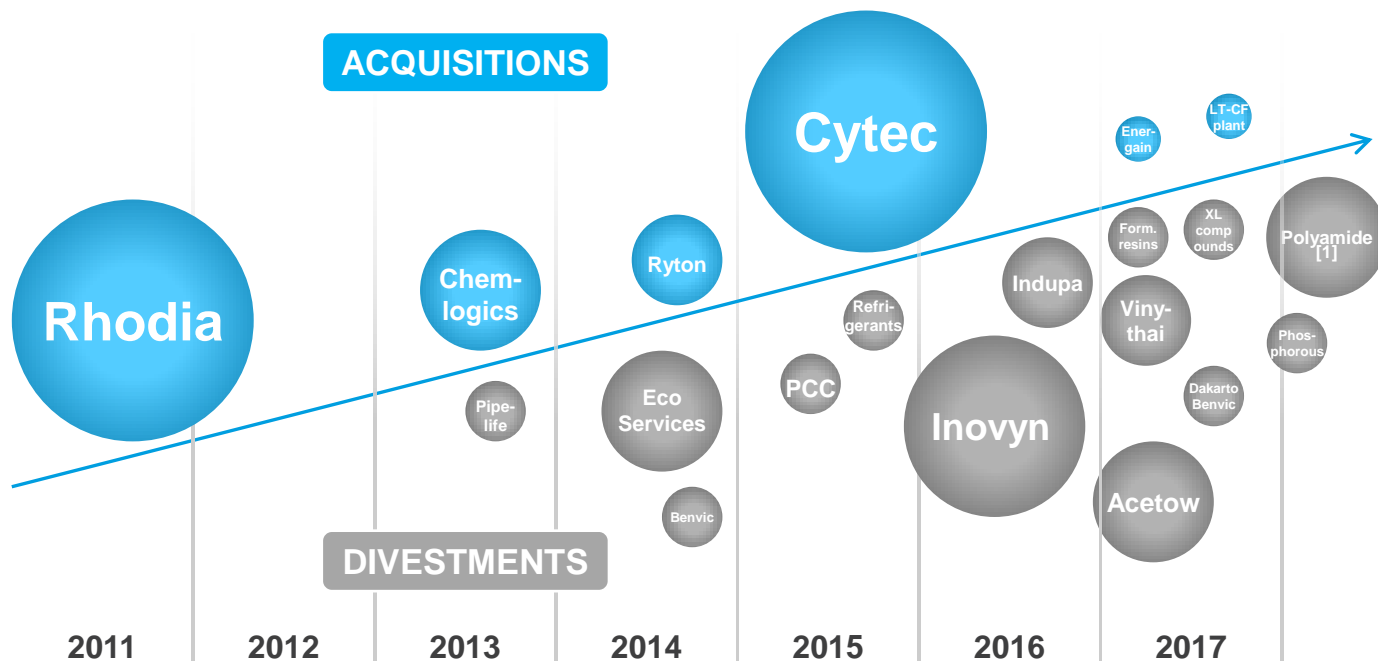 ACQUISITIONS
Cytec
Ener-
gain
LT-CF
plant
Rhodia
Chem-
logics
Ryton
Refri-
gerants
Indupa
Form.
resins
XL
comp
ounds
Polyamide
[1]
Pipe-
life
Eco
Services
PCC
Inovyn
Viny-
thai
Phos-
phorous
Dakarto
Benvic
Benvic
Acetow
DIVESTMENTS
2011
2012
2013
2014
2015
2016
2017